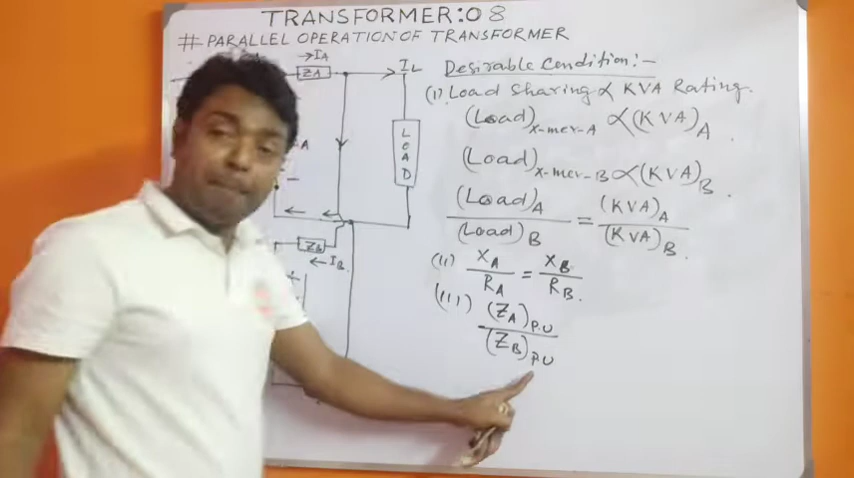 TRANSFORMER:08
# PARALLEL OPERATION OF TRANSFORMER
→IA
ZA
IL
LOAD
A
ZB
←IB
+
Desirable Condition:-
(i). Load Sharing ∝ KVA Rating.
(Load)x-mer-A ∝ (KVA)A.
(Load)x-mer-B ∝ (KVA)B.
(Load)A / (Load)B = (KVA)A / (KVA)B.
(ii) XA / RA = XB / RB.
(iii) (ZA)P.U / (ZB)P.U